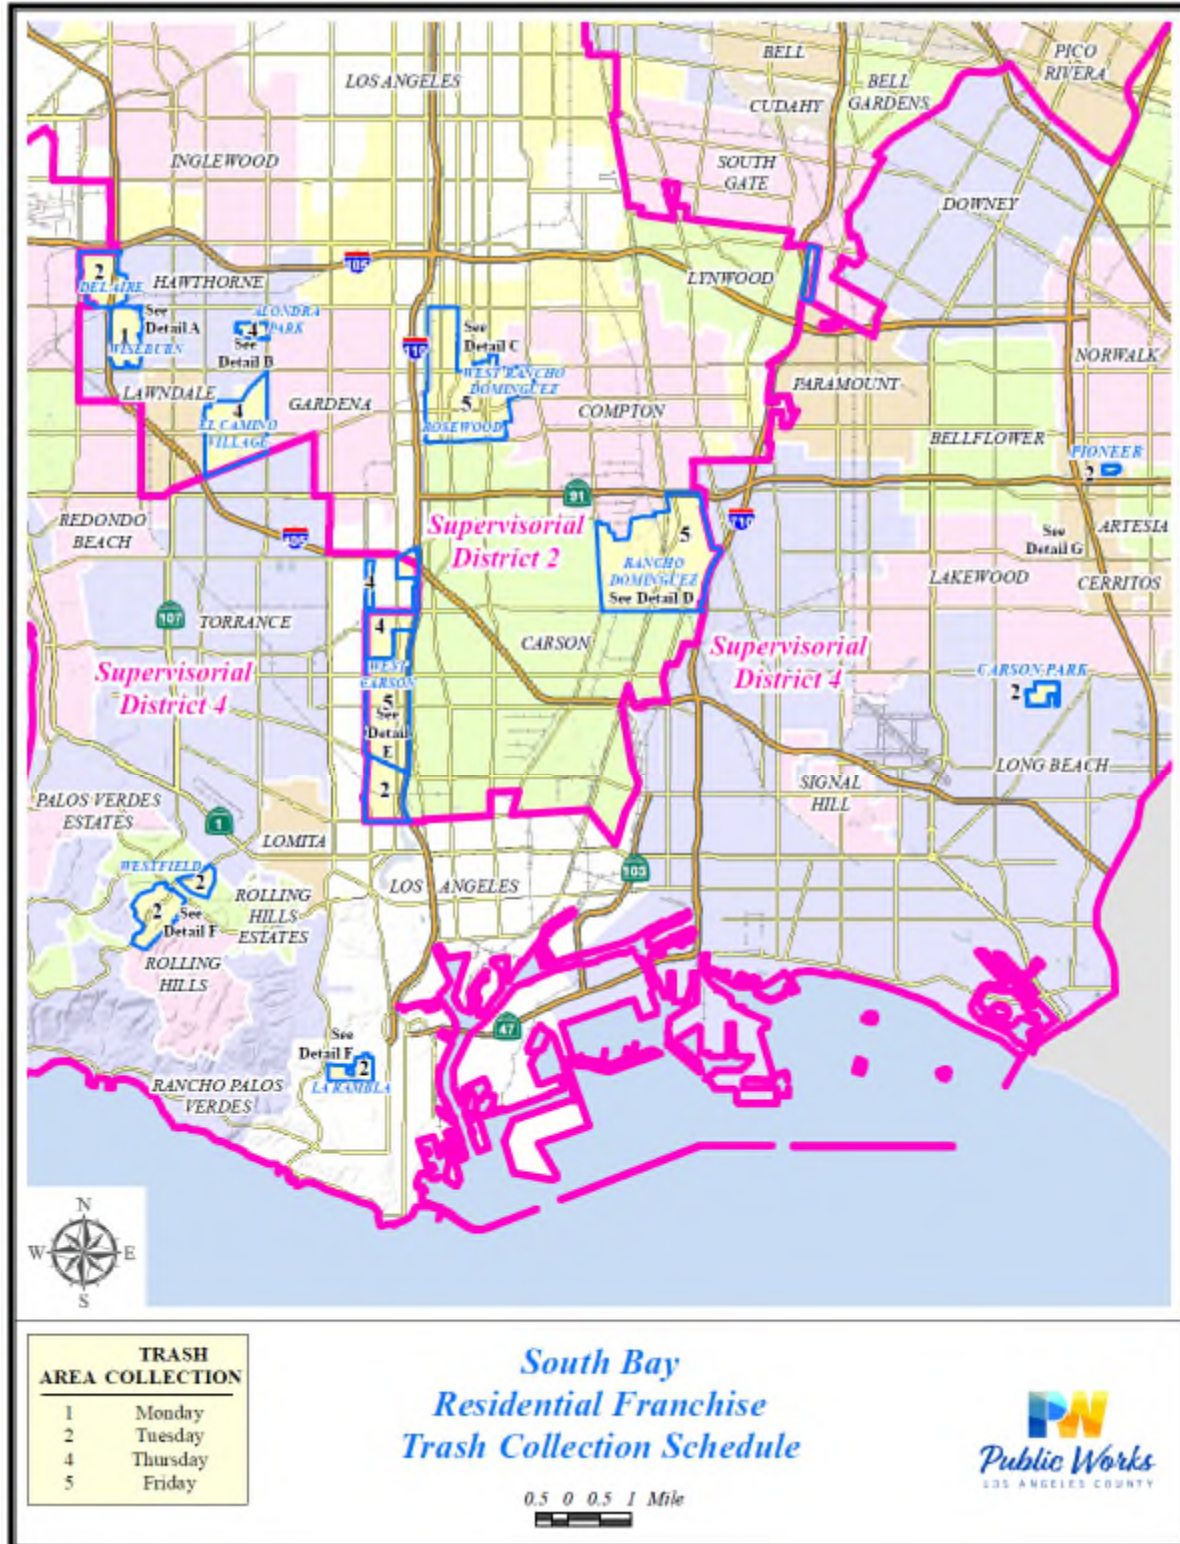 BELL
PICO
RIVERA
LOS ANGELES
BELL
GARDENS
CUDAHY
INGLEWOOD
SOUTH
GATE
DOWNEY
105
2
DEL AIRE
HAWTHORNE
LYNWOOD
See
Detail A
1
WISEBURN
ALONDRA
PARK
4
See
Detail B
110
See
Detail C
WEST RANCHO
DOMINGUEZ
5
ROSEWOOD
NORWALK
LAWNDALE
GARDENA
4
EL CAMINO
VILLAGE
COMPTON
PARAMOUNT
BELLFLOWER
PIONEER
2
91
710
REDONDO
BEACH
405
Supervisorial
District 2
5
RANCHO
DOMINGUEZ
See Detail D
See
Detail G
ARTESIA
LAKEWOOD
CERRITOS
107
TORRANCE
4
4
WEST
CARSON
5
See
Detail
E
2
CARSON
Supervisorial
District 4
Supervisorial
District 4
CARSON PARK
2
LONG BEACH
SIGNAL
HILL
PALOS VERDES
ESTATES
1
LOMITA
WESTFIELD
2
2
See
Detail F
ROLLING
HILLS
ESTATES
LOS ANGELES
103
ROLLING
HILLS
47
See
Detail F
2
LA RAMBLA
RANCHO PALOS
VERDES
N
W E
S
TRASH
AREA COLLECTION
1 Monday
2 Tuesday
4 Thursday
5 Friday
South Bay
Residential Franchise
Trash Collection Schedule
0.5 0 0.5 1 Mile
PW
Public Works
LOS ANGELES COUNTY